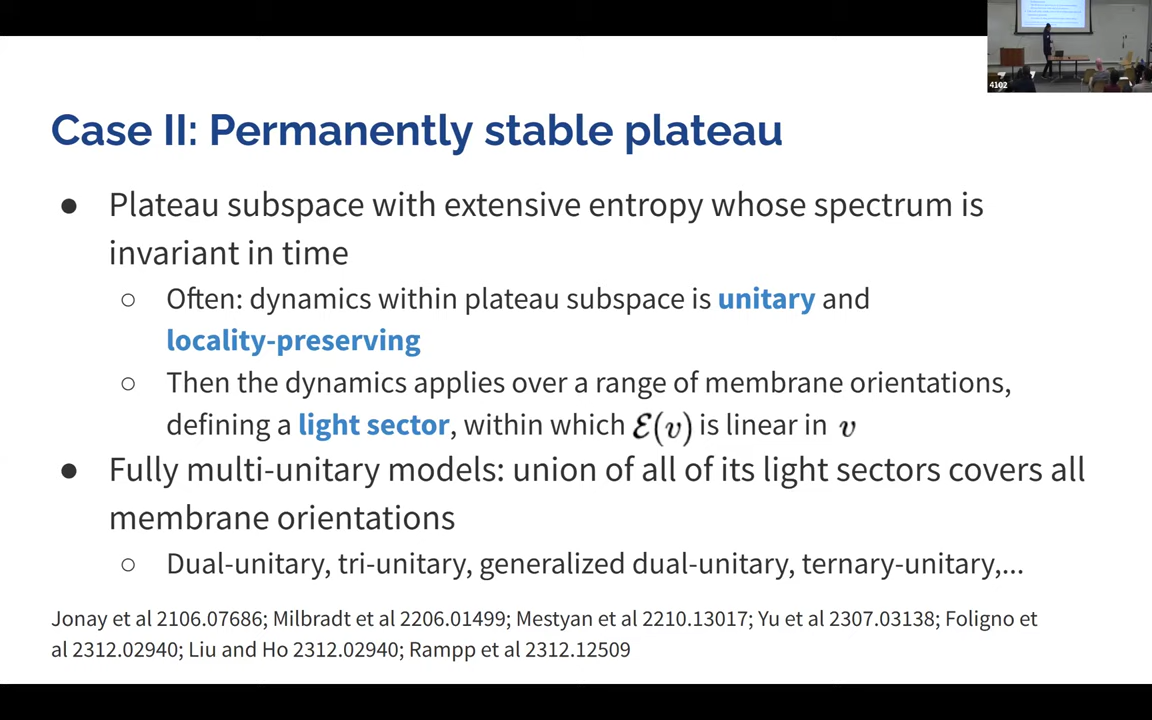 4102
Case II: Permanently stable plateau
● Plateau subspace with extensive entropy whose spectrum is
invariant in time
○ Often: dynamics within plateau subspace is unitary and
locality-preserving
○ Then the dynamics applies over a range of membrane orientations,
defining a light sector, within which ℰ(v) is linear in v
● Fully multi-unitary models: union of all of its light sectors covers all
membrane orientations
○ Dual-unitary, tri-unitary, generalized dual-unitary, ternary-unitary,...
Jonay et al 2106.07686; Milbradt et al 2206.01499; Mestyan et al 2210.13017; Yu et al 2307.03138; Foligno et
al 2312.02940; Liu and Ho 2312.02940; Rampp et al 2312.12509